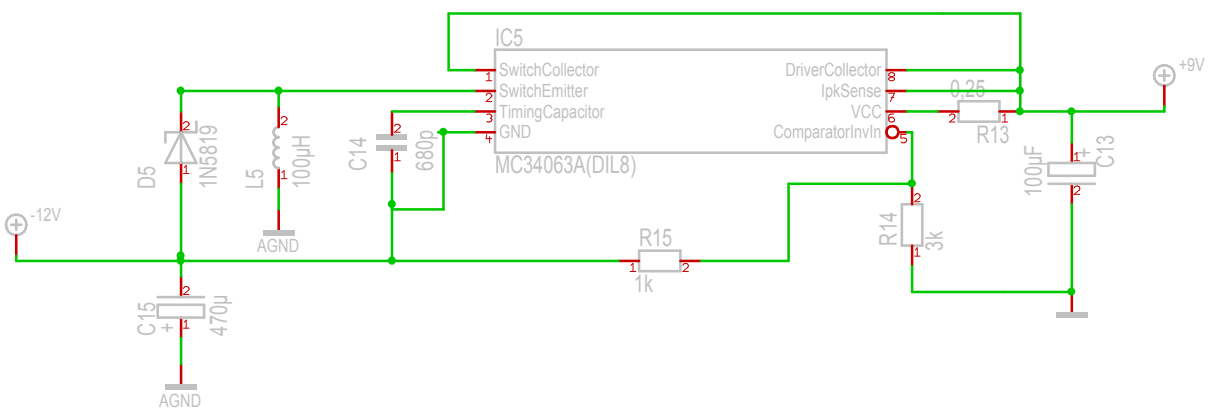 IC5
+9V
1 SwitchCollector DriverCollector 8
2 SwitchEmitter IpkSense 7
3 TimingCapacitor VCC 6
4 GND ComparatorInvIn 5
MC34063A(DIL8)
0,25
2 1
R13
2
D5
1N5819
1
2
L5
100µH
1
AGND
2
C14
680p
1
1
+
100µF
C13
2
-12V
2
R14
3k
1
R15
1 2
1k
2
C15
470µ
+
1
AGND